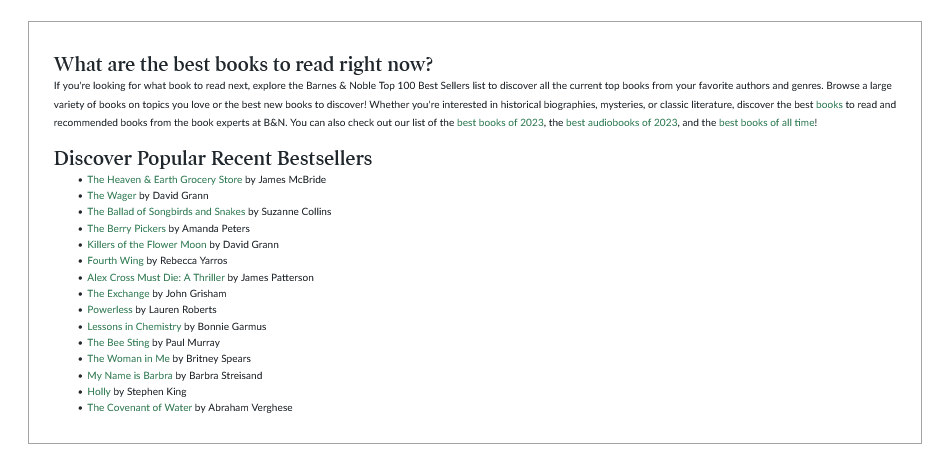 What are the best books to read right now?
If you're looking for what book to read next, explore the Barnes & Noble Top 100 Best Sellers list to discover all the current top books from your favorite authors and genres. Browse a large
variety of books on topics you love or the best new books to discover! Whether you're interested in historical biographies, mysteries, or classic literature, discover the best books to read and
recommended books from the book experts at B&N. You can also check out our list of the best books of 2023, the best audiobooks of 2023, and the best books of all time!
Discover Popular Recent Bestsellers
• The Heaven & Earth Grocery Store by James McBride
• The Wager by David Grann
• The Ballad of Songbirds and Snakes by Suzanne Collins
• The Berry Pickers by Amanda Peters
• Killers of the Flower Moon by David Grann
• Fourth Wing by Rebecca Yarros
• Alex Cross Must Die: A Thriller by James Patterson
• The Exchange by John Grisham
• Powerless by Lauren Roberts
• Lessons in Chemistry by Bonnie Garmus
• The Bee Sting by Paul Murray
• The Woman in Me by Britney Spears
• My Name is Barbra by Barbra Streisand
• Holly by Stephen King
• The Covenant of Water by Abraham Verghese